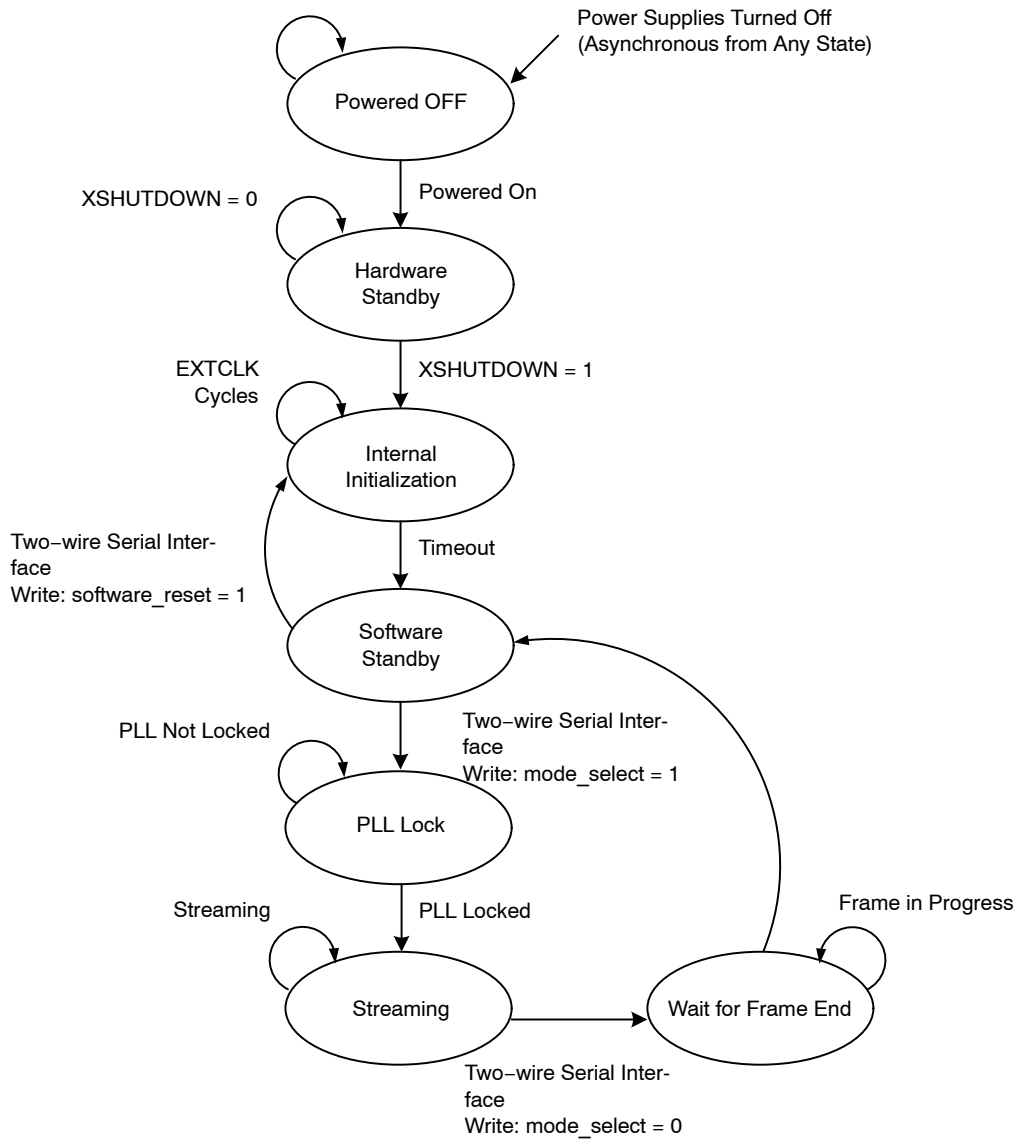 Power Supplies Turned Off
(Asynchronous from Any State)
Powered OFF
Powered On
XSHUTDOWN = 0
Hardware
Standby
XSHUTDOWN = 1
EXTCLK
Cycles
Internal
Initialization
Timeout
Two−wire Serial Inter-
face
Write: software_reset = 1
Software
Standby
Two−wire Serial Inter-
face
Write: mode_select = 1
PLL Not Locked
PLL Lock
PLL Locked
Streaming
Frame in Progress
Streaming
Wait for Frame End
Two−wire Serial Inter-
face
Write: mode_select = 0